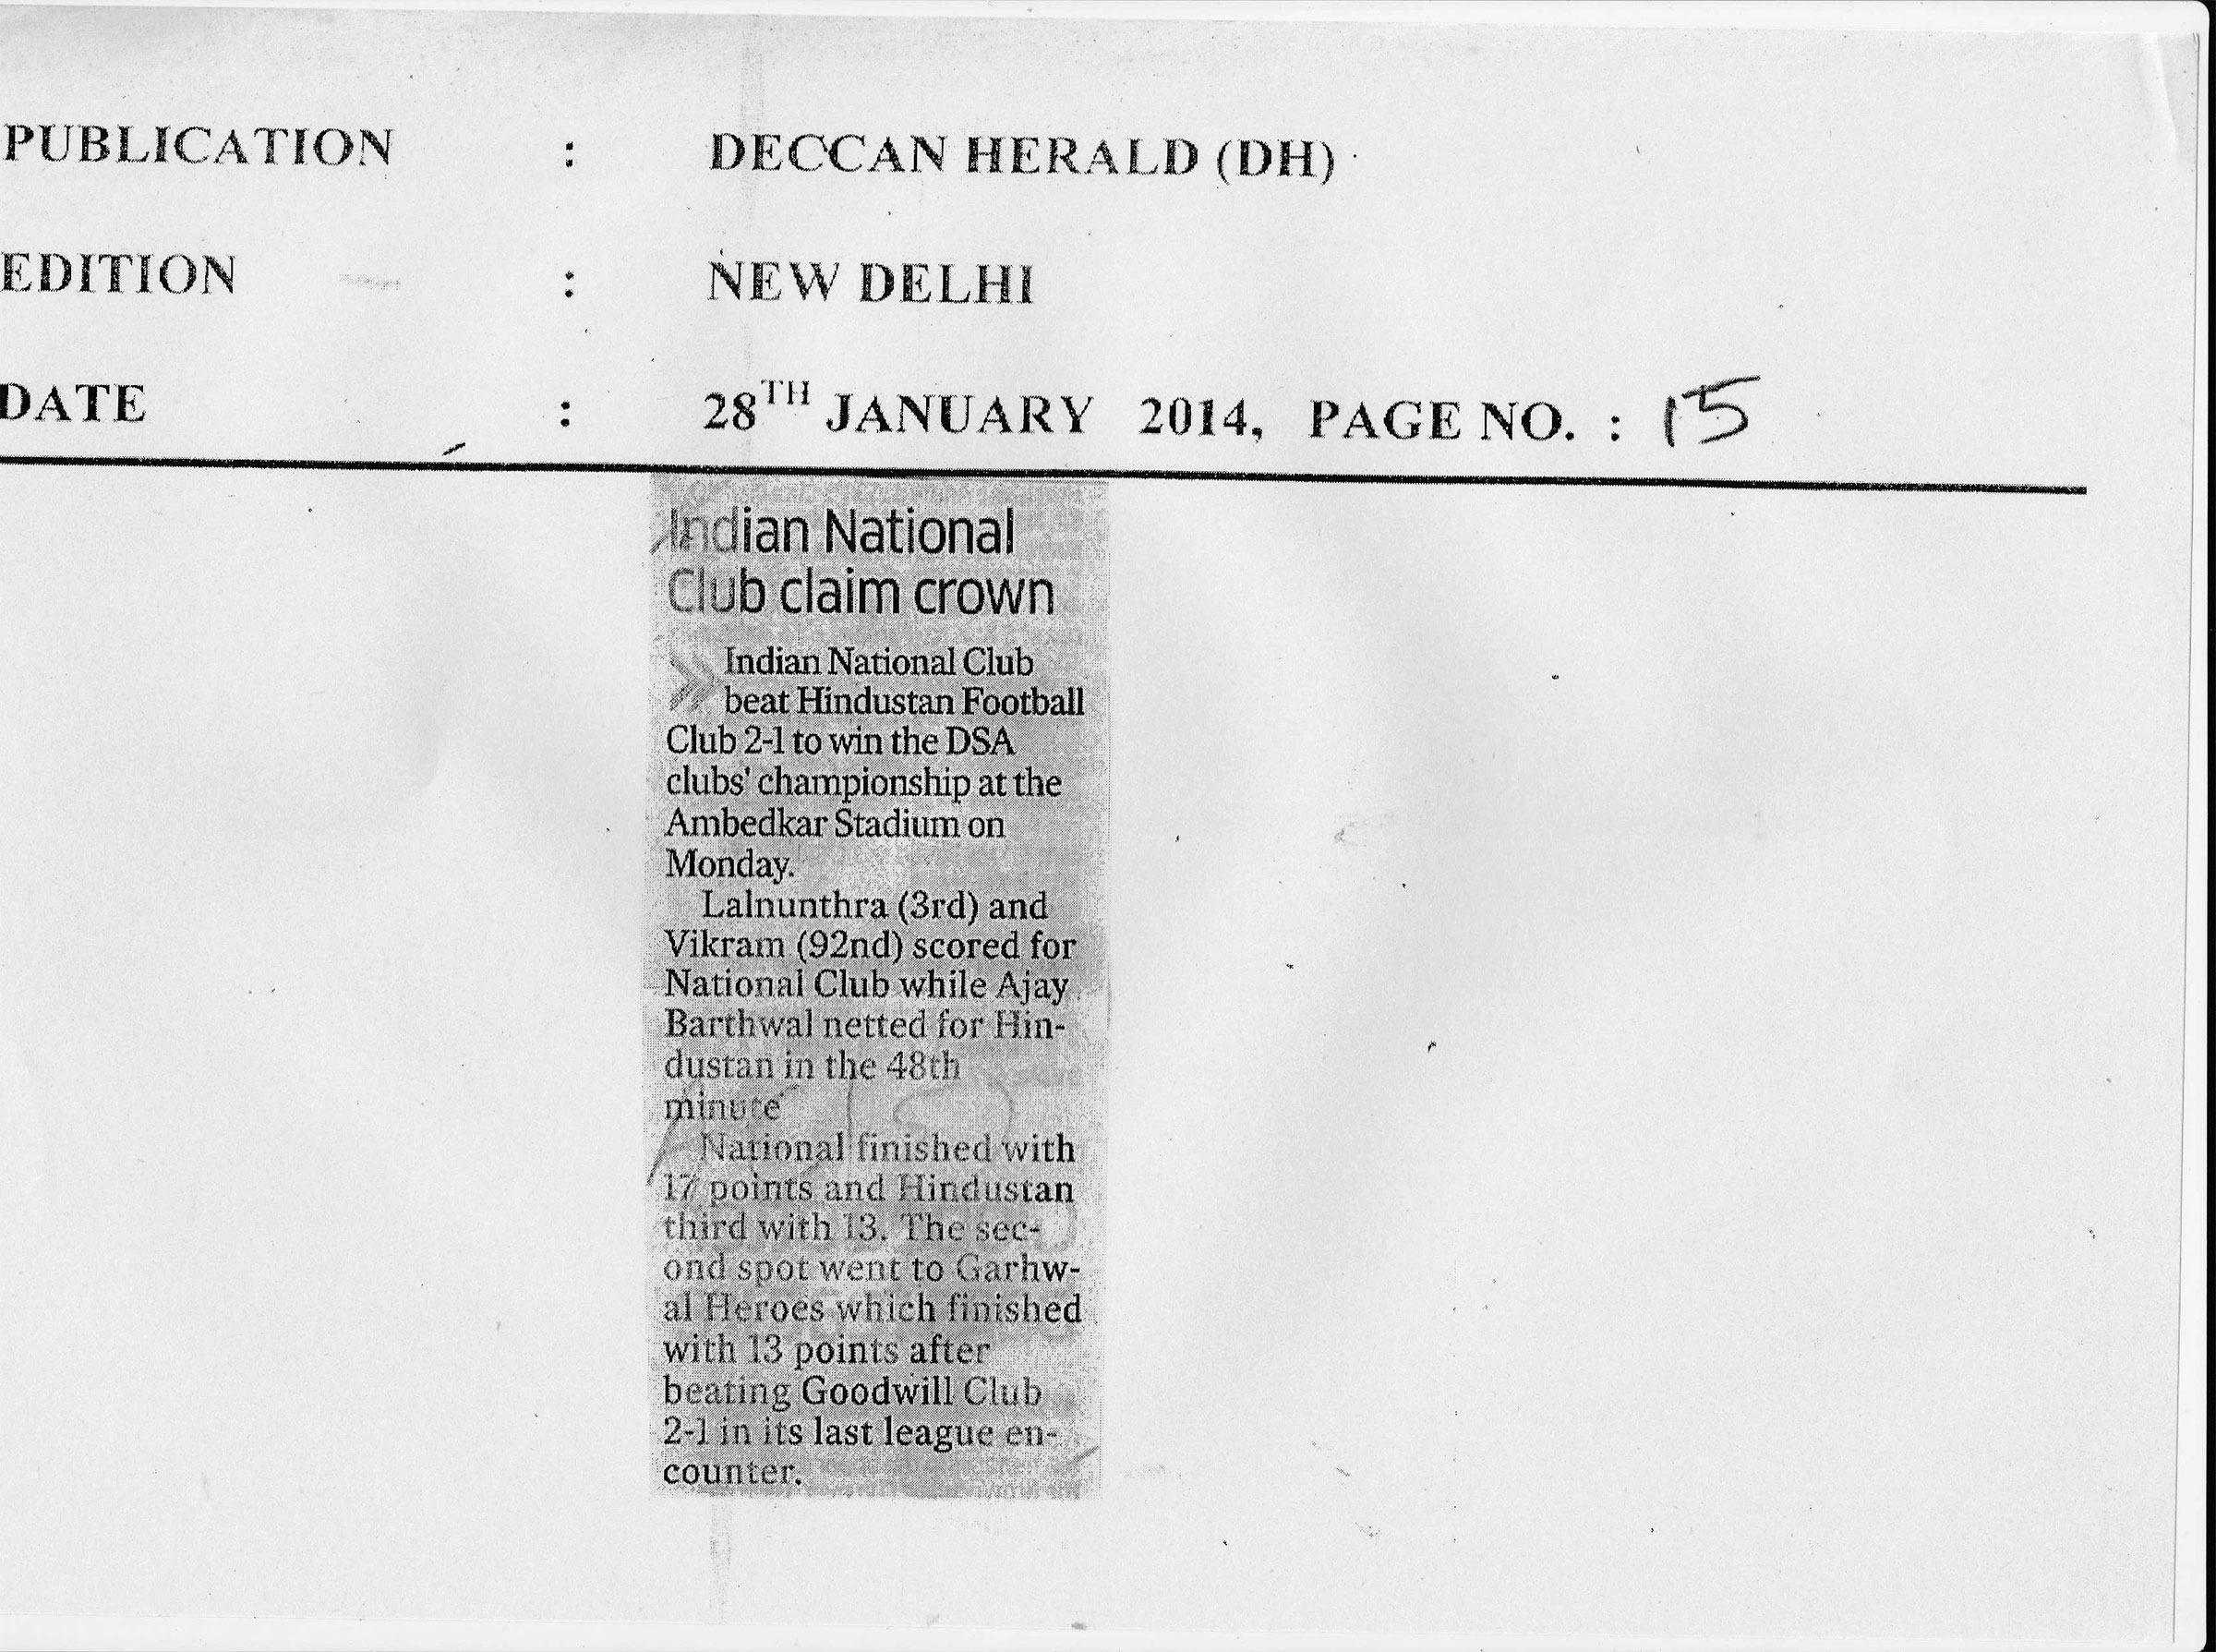 PUBLICATION : DECCAN HERALD (DH)
EDITION : NEW DELHI
DATE : 28TH JANUARY 2014, PAGE NO. : 15
Indian National
Club claim crown
Indian National Club
beat Hindustan Football
Club 2-1 to win the DSA
clubs' championship at the
Ambedkar Stadium on
Monday.
Lalnunthra (3rd) and
Vikram (92nd) scored for
National Club while Ajay
Barthwal netted for Hin-
dustan in the 48th
minute
National finished with
17 points and Hindustan
third with 13. The sec-
ond spot went to Garhw-
al Heroes which finished
with 13 points after
beating Goodwill Club
2-1 in its last league en-
counter.